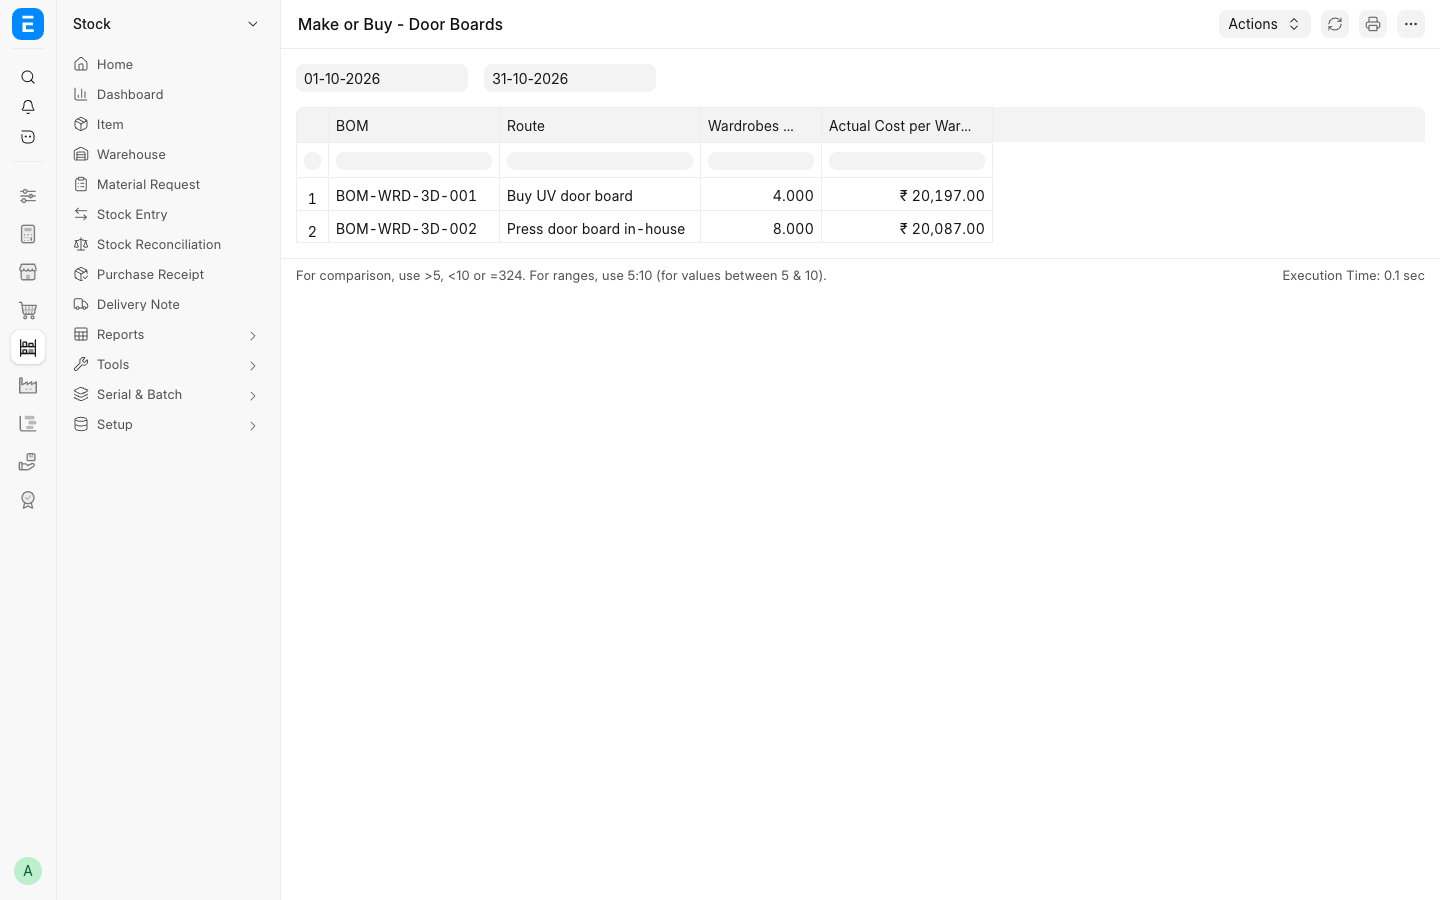 Stock
Home
Dashboard
Item
Warehouse
Material Request
Stock Entry
Stock Reconciliation
Purchase Receipt
Delivery Note
Reports
Tools
Serial & Batch
Setup
A
Make or Buy - Door Boards
Actions
01-10-2026 31-10-2026
BOM Route Wardrobes ... Actual Cost per War...
1 BOM-WRD-3D-001 Buy UV door board 4.000 ₹ 20,197.00
2 BOM-WRD-3D-002 Press door board in-house 8.000 ₹ 20,087.00
For comparison, use >5, <10 or =324. For ranges, use 5:10 (for values between 5 & 10). Execution Time: 0.1 sec